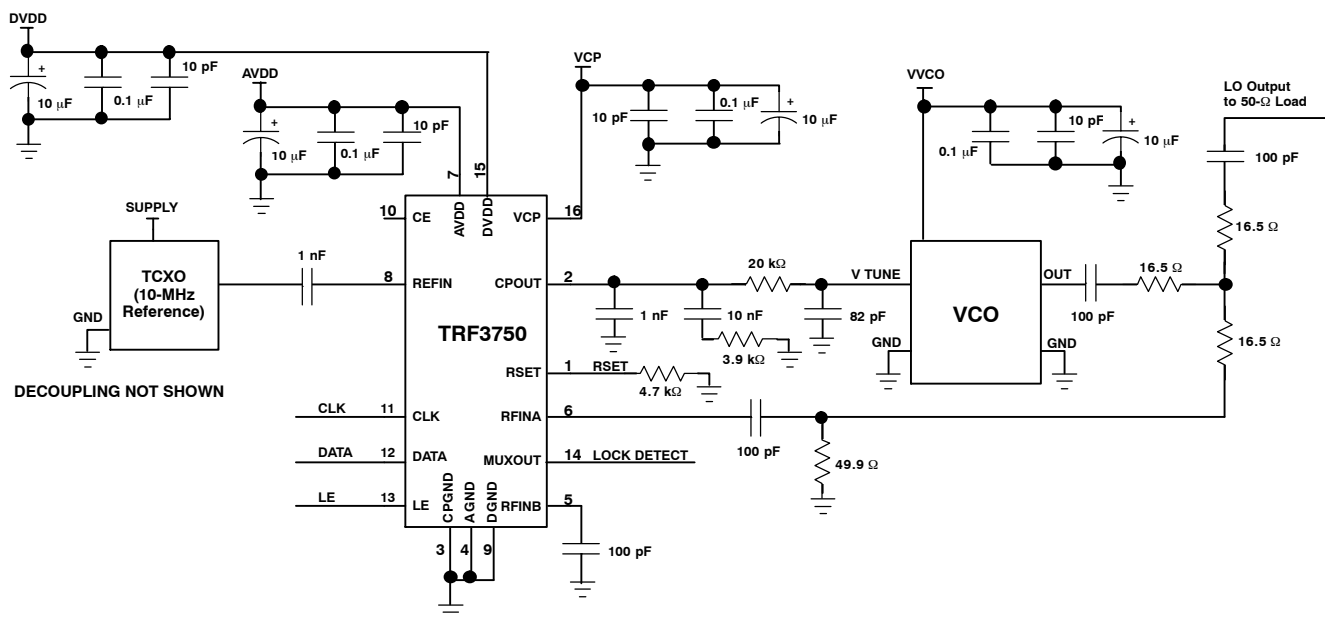 DVDD
+
10 μF
0.1 μF
10 pF
AVDD
+
10 μF
0.1 μF
10 pF
VCP
10 pF
0.1 μF
+
10 μF
VVCO
0.1 μF
10 pF
+
10 μF
LO Output
to 50-Ω Load
100 pF
16.5 Ω
SUPPLY
TCXO
(10-MHz
Reference)
GND
DECOUPLING NOT SHOWN
1 nF
7
15
10
CE
AVDD
DVDD
VCP
16
8
REFIN
CPOUT
2
TRF3750
20 kΩ
V TUNE
1 nF
10 nF
82 pF
3.9 kΩ
VCO
OUT
GND
GND
100 pF
16.5 Ω
16.5 Ω
RSET
1
RSET
4.7 kΩ
CLK
11
CLK
RFINA
6
100 pF
49.9 Ω
DATA
12
DATA
MUXOUT
14
LOCK DETECT
LE
13
LE
CPGND
AGND
DGND
RFINB
5
3
4
9
100 pF